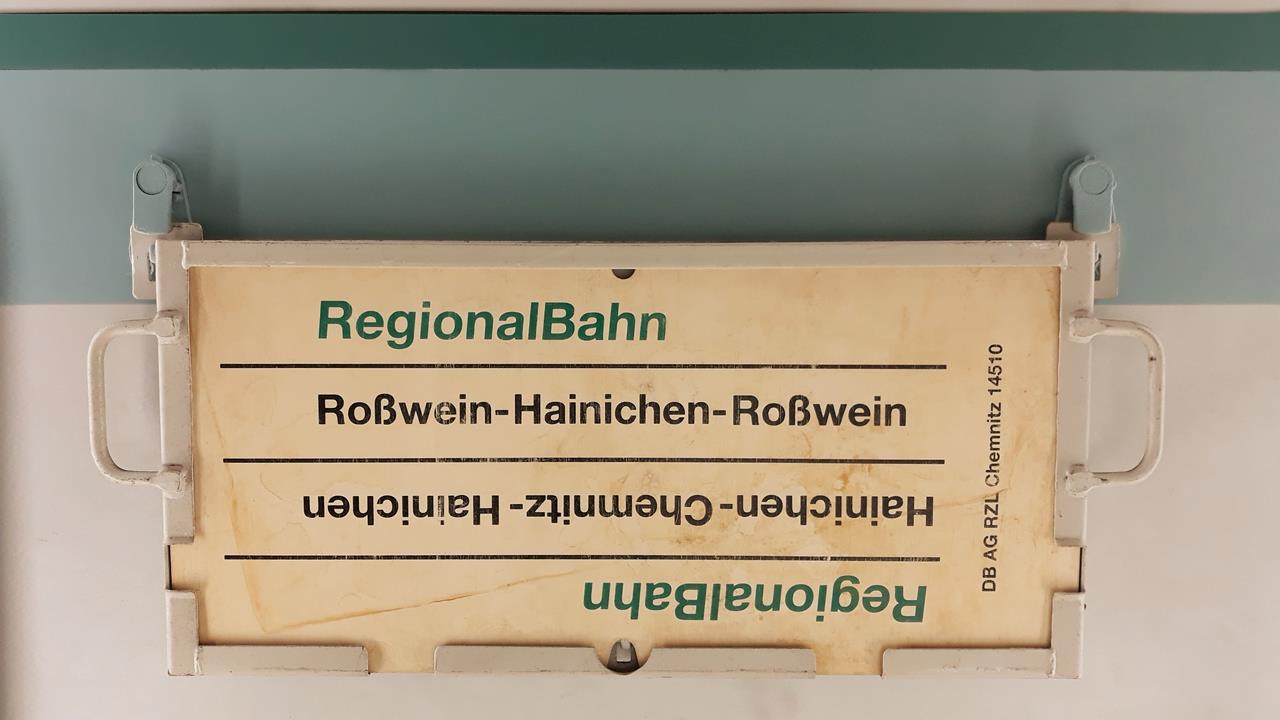 RegionalBahn
Roßwein-Hainichen-Roßwein
Hainichen-Chemnitz-Hainichen
RegionalBahn
DB AG RZL Chemnitz 14510